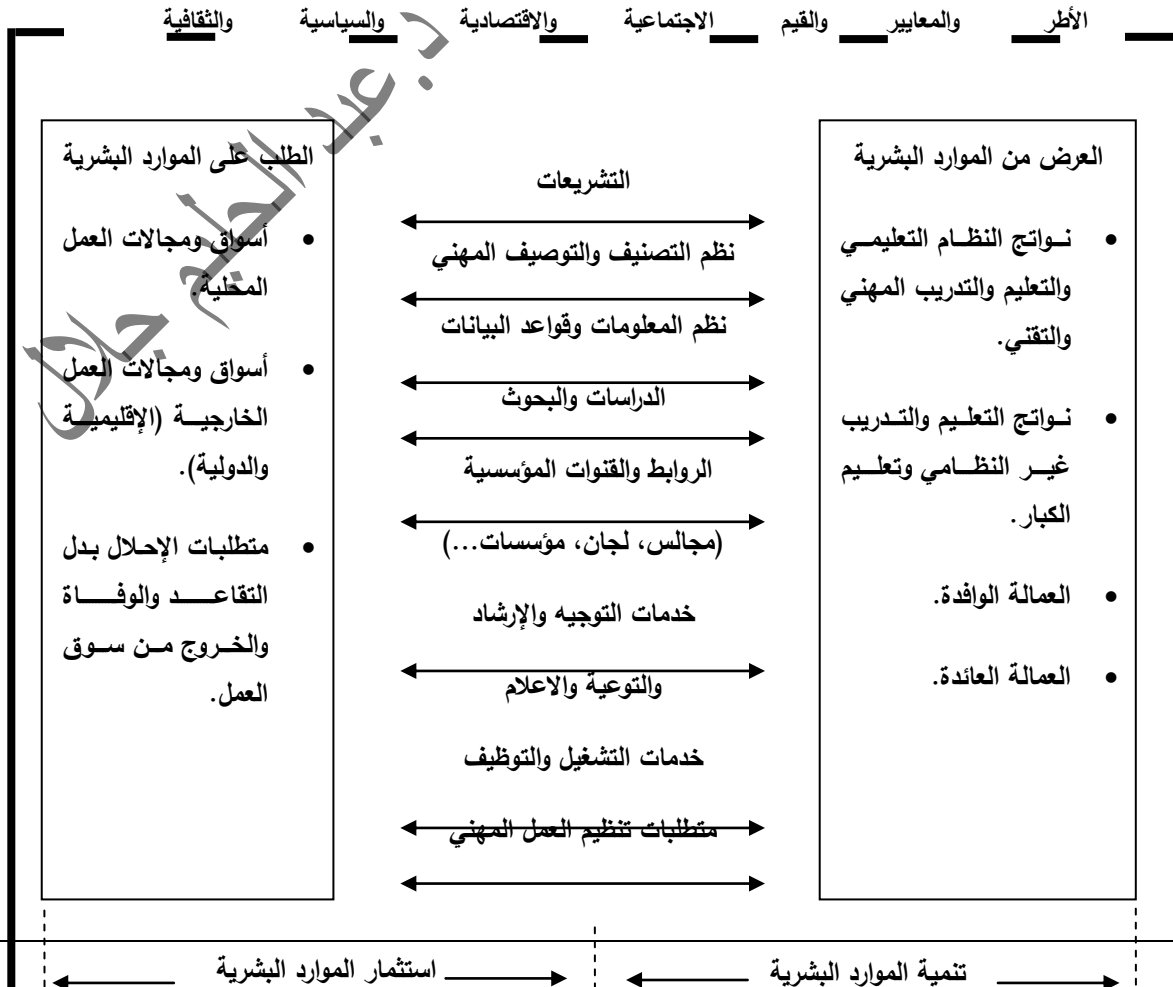 الأطر والمعايير والقيم الاجتماعية والاقتصادية والسياسية والثقافية
العرض من الموارد البشرية
• نواتج النظام التعليمي
والتعليم والتدريب المهني
والتقني.
• نواتج التعليم والتدريب
غير النظامي وتعليم
الكبار.
• العمالة الوافدة.
• العمالة العائدة.
التشريعات
نظم التصنيف والتوصيف المهني
نظم المعلومات وقواعد البيانات
الدراسات والبحوث
الروابط والقنوات المؤسسية
(مجالس، لجان، مؤسسات...)
خدمات التوجيه والإرشاد
والتوعية والاعلام
خدمات التشغيل والتوظيف
متطلبات تنظيم العمل المهني
الطلب على الموارد البشرية
• أسواق ومجالات العمل
المحلية.
• أسواق ومجالات العمل
الخارجية (الإقليمية
والدولية).
• متطلبات الإحلال بدل
التقاعد والوفاة
والخروج من سوق
العمل.
تنمية الموارد البشرية
استثمار الموارد البشرية
د. عبد الحليم جلال